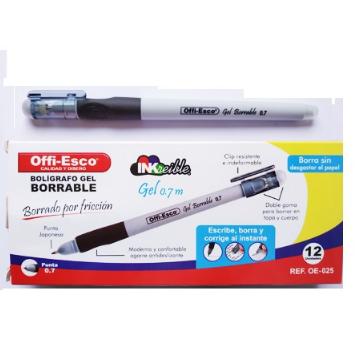 Offi-Esco Gel Borrable 0.7
Offi-Esco
CALIDAD Y DISEÑO
BOLÍGRAFO GEL
BORRABLE
Borrado por fricción
INKreible
Gel 0.7 m
Clip resistente
e indeformable
Borra sin
desgastar el papel
Punta
Japonesa
Offi-Esco Gel Borrable 0.7
Doble goma
para borrar en
tapa y cuerpo
Moderno y confortable
agarre antideslizante
Escribe, borra y
corrige al instante
Punta
0.7
12
Unidades
REF. OE-025